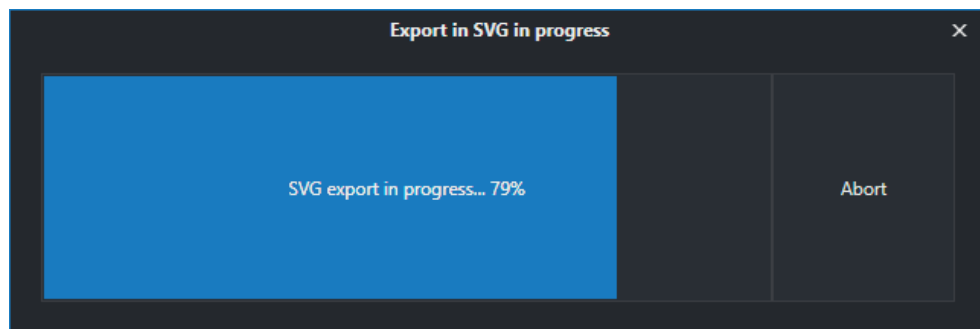 Export in SVG in progress
SVG export in progress... 79%
Abort